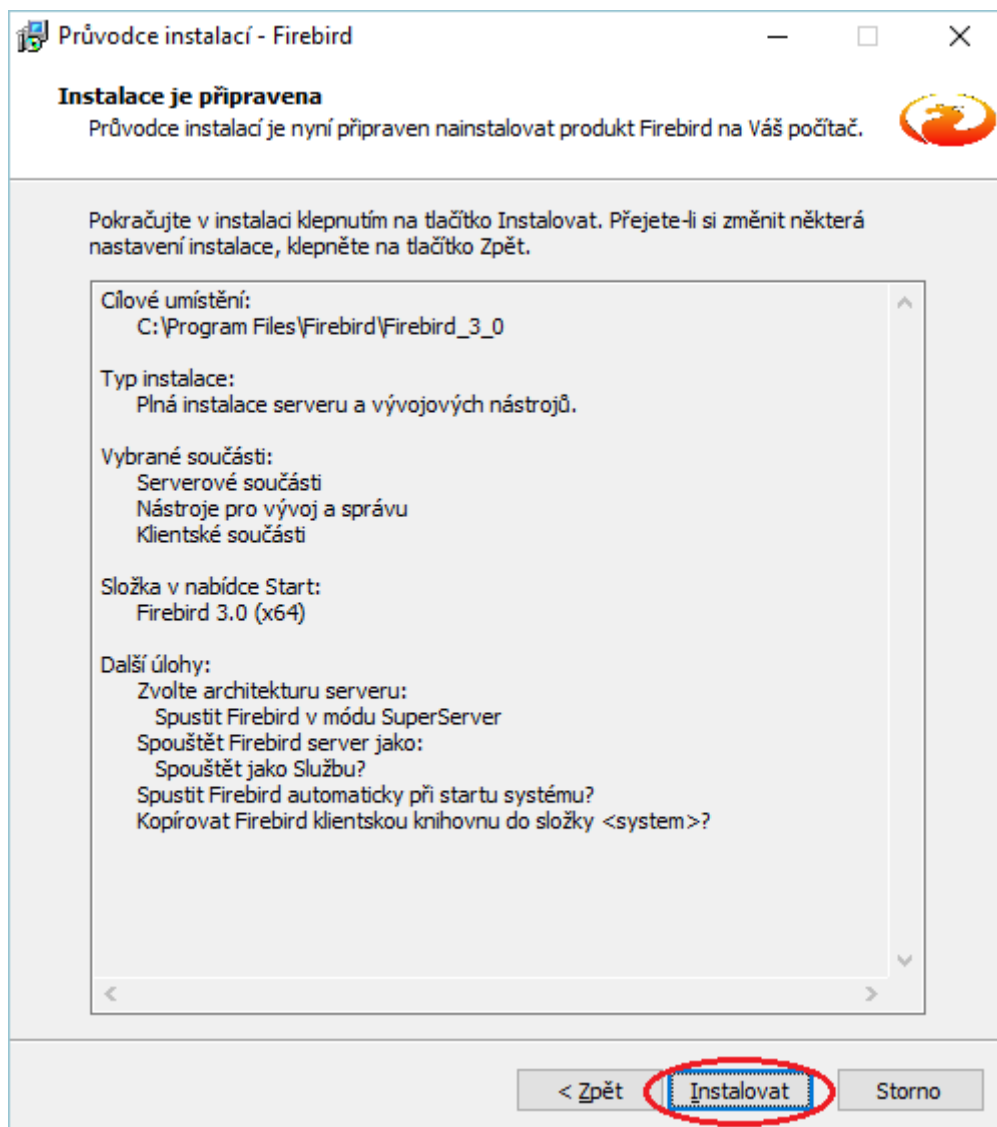 Průvodce instalací - Firebird
Instalace je připravena
Průvodce instalací je nyní připraven nainstalovat produkt Firebird na Váš počítač.
Pokračujte v instaluaci klepnutím na tlačítko Instalovat. Přejete-li si změnit některá
nastavení instalace, klepněte na tlačítko Zpět.
Cílové umístění:
C:\Program Files\Firebird\Firebird_3_0
Typ instalace:
Plná instalace serveru a vývojových nástrojů.
Vybrané součásti:
Serverové součásti
Nástroje pro vývoj a správu
Klientské součásti
Složka v nabídce Start:
Firebird 3.0 (x64)
Další úlohy:
Zvolte architekturu serveru:
Spustit Firebird v módu SuperServer
Spouštět Firebird server jako:
Spouštět jako Službu?
Spustit Firebird automaticky při startu systému?
Kopírovat Firebird klientskou knihovnu do složky <system>?
< Zpět
Instalovat
Storno